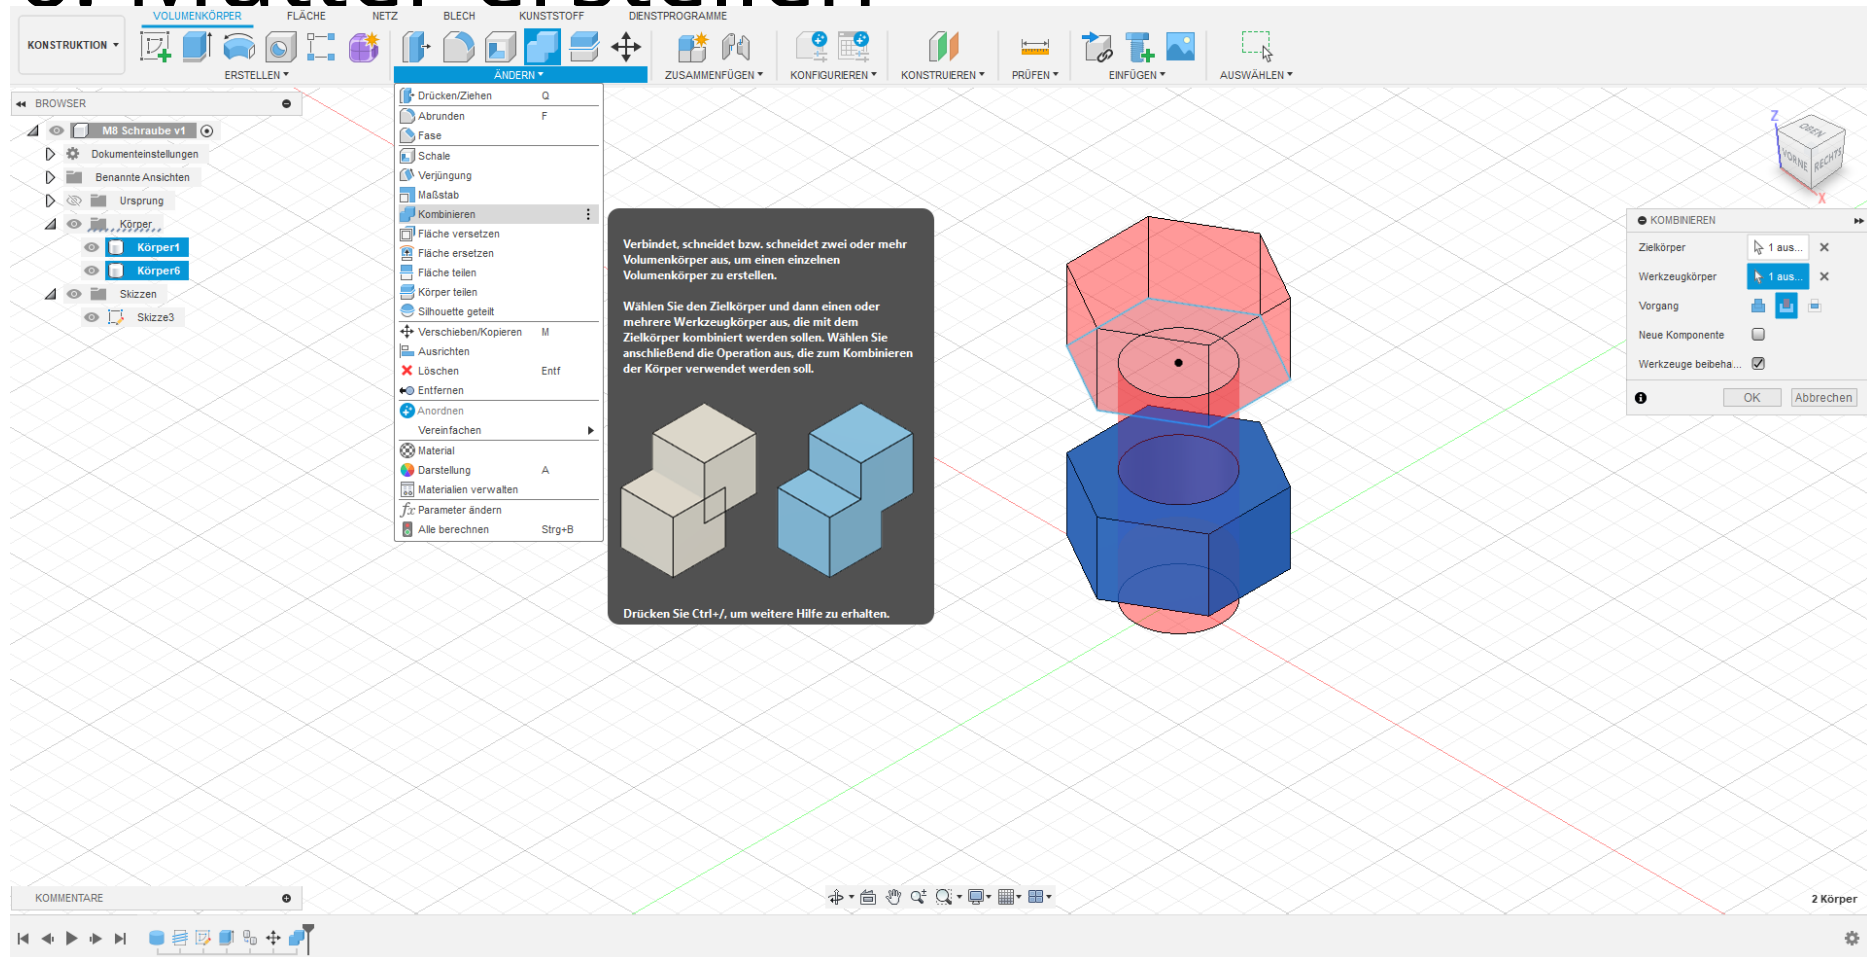 VOLUMENKÖRPER FLÄCHE NETZ BLECH KUNSTSTOFF DIENSTPROGRAMME
KONSTRUKTION
ERSTELLEN ÄNDERN ZUSAMMENFÜGEN KONFIGURIEREN KONSTRUIEREN PRÜFEN EINFÜGEN AUSWÄHLEN
BROWSER
M8 Schraube v1
Dokumenteinstellungen
Benannte Ansichten
Ursprung
Körper
Körper1
Körper6
Skizzen
Skizze3
Drücken/Ziehen Q
Abrunden F
Fase
Schale
Verjüngung
Maßstab
Kombinieren
Fläche versetzen
Fläche ersetzen
Fläche teilen
Körper teilen
Silhouette geteilt
Verschieben/Kopieren M
Ausrichten
Löschen Entf
Entfernen
Anordnen
Vereinfachen
Material
Darstellung A
Materialien verwalten
fx Parameter ändern
Alle berechnen Strg+B
Verbindet, schneidet bzw. schneidet zwei oder mehr
Volumenkörper aus, um einen einzelnen
Volumenkörper zu erstellen.
Wählen Sie den Zielkörper und dann einen oder
mehrere Werkzeugkörper aus, die mit dem
Zielkörper kombiniert werden sollen. Wählen Sie
anschließend die Operation aus, die zum Kombinieren
der Körper verwendet werden soll.
Drücken Sie Ctrl+/, um weitere Hilfe zu erhalten.
Z
OBEN
VORNE RECHTS
X
KOMBINIEREN
Zielkörper 1 aus...
Werkzeugkörper 1 aus...
Vorgang
Neue Komponente
Werkzeuge beibehal...
OK Abbrechen
KOMMENTARE
2 Körper